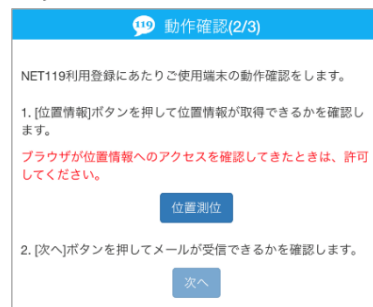 119 動作確認(2/3)
NET119利用登録にあたりご使用端末の動作確認をします。
1. [位置情報]ボタンを押して位置情報が取得できるかを確認し
ます。
ブラウザが位置情報へのアクセスを確認してきたときは、許可
してください。
位置測位
2. [次へ]ボタンを押してメールが受信できるかを確認します。
次へ